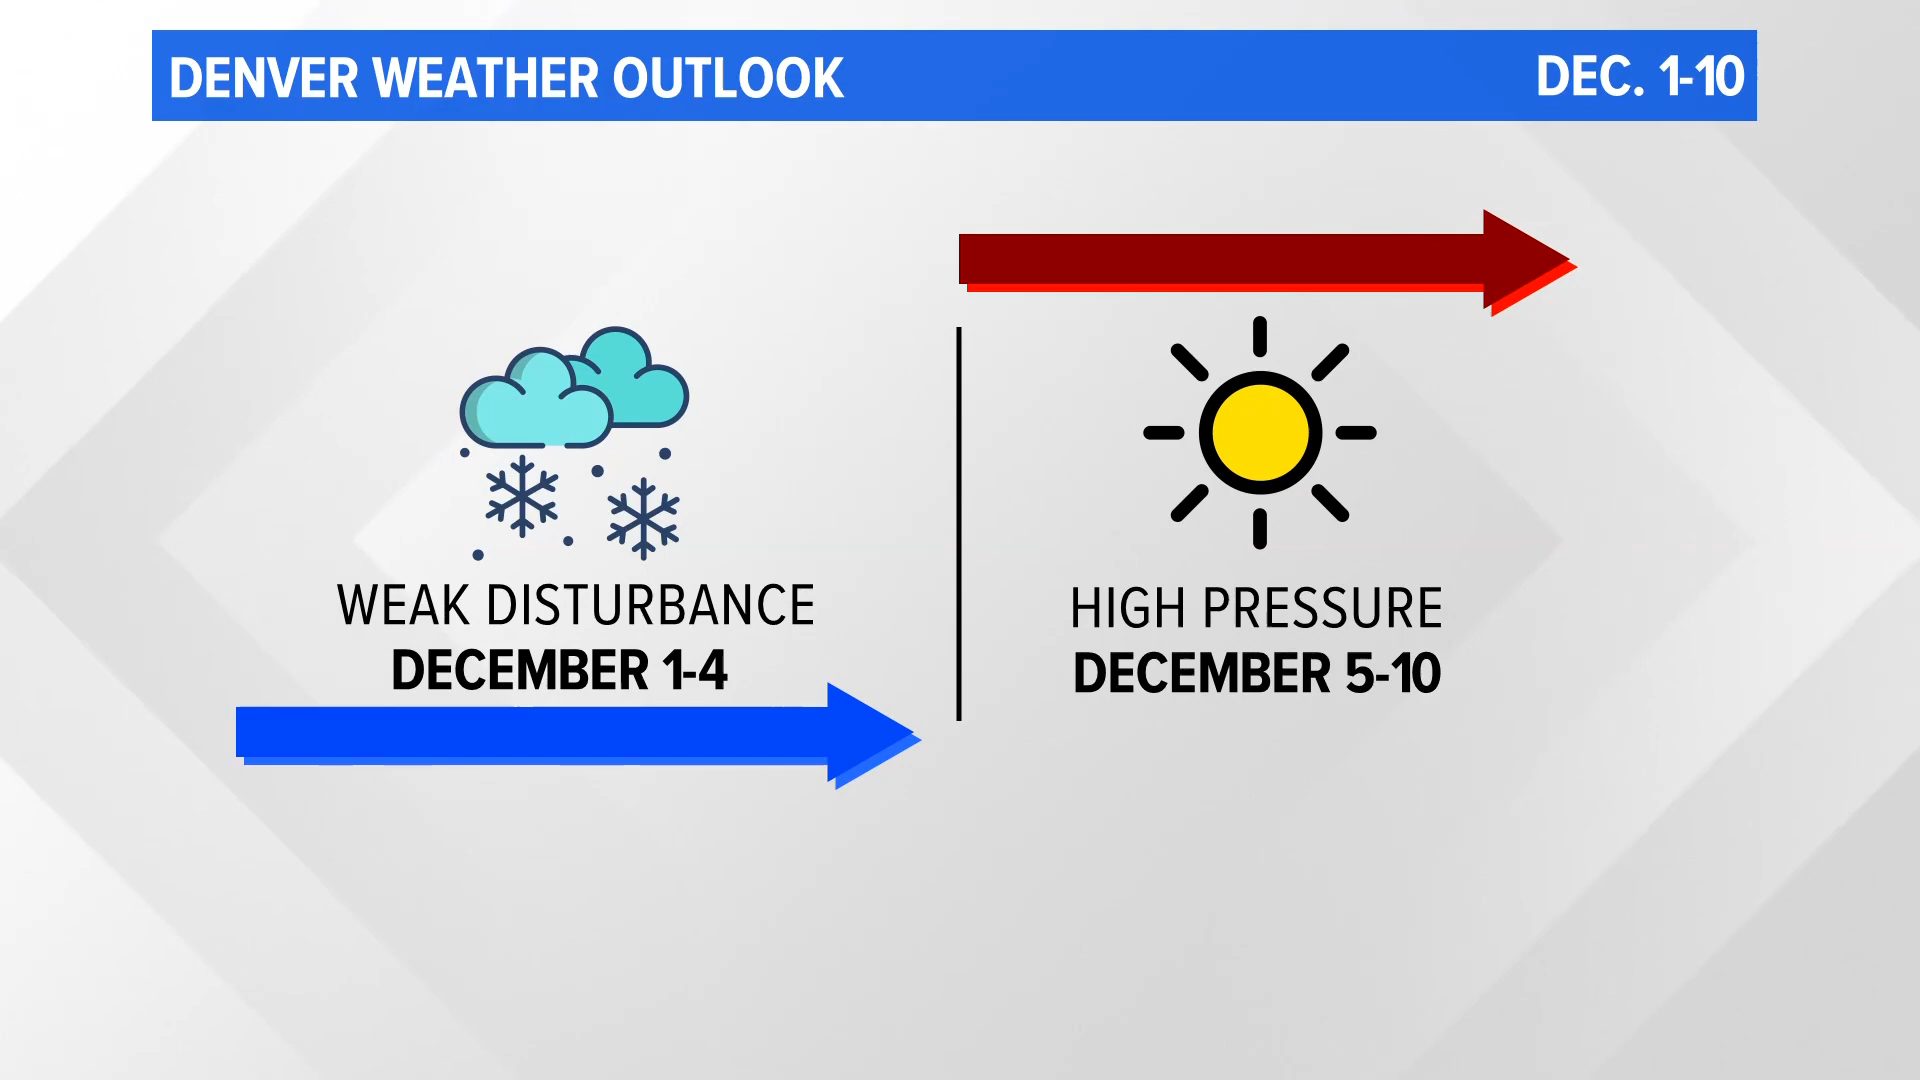 DENVER WEATHER OUTLOOK
DEC. 1-10
WEAK DISTURBANCE
DECEMBER 1-4
HIGH PRESSURE
DECEMBER 5-10